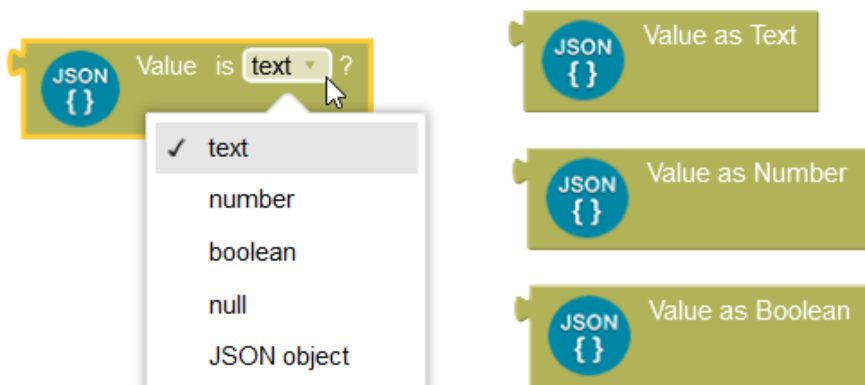 JSON
{ }
Value is text ?
✓ text
number
boolean
null
JSON object
JSON
{ }
Value as Text
JSON
{ }
Value as Number
JSON
{ }
Value as Boolean